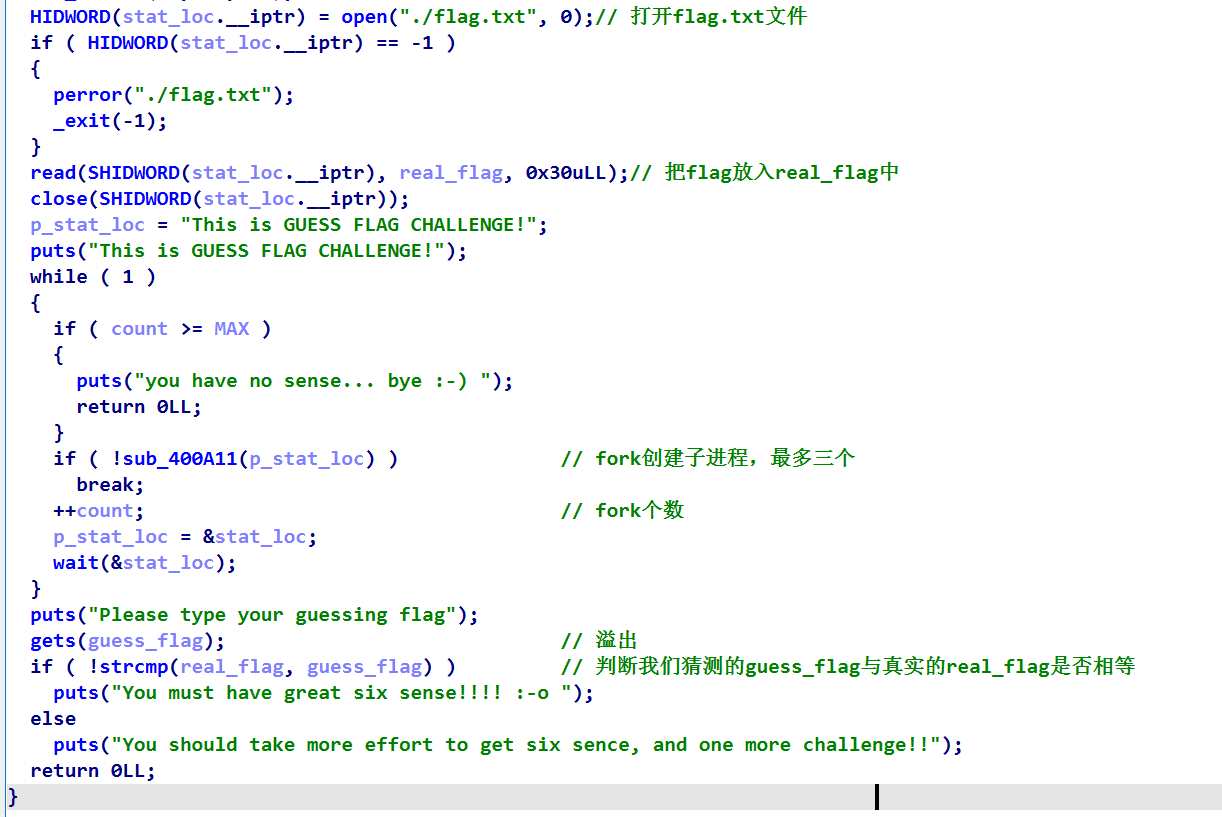 HIDWORD(stat_loc.__iptr) = open("./flag.txt", 0);// 打开flag.txt文件
if ( HIDWORD(stat_loc.__iptr) == -1 )
{
perror("./flag.txt");
_exit(-1);
}
read(SHIDWORD(stat_loc.__iptr), real_flag, 0x30uLL);// 把flag放入real_flag中
close(SHIDWORD(stat_loc.__iptr));
p_stat_loc = "This is GUESS FLAG CHALLENGE!";
puts("This is GUESS FLAG CHALLENGE!");
while ( 1 )
{
if ( count >= MAX )
{
puts("you have no sense... bye :-) ");
return 0LL;
}
if ( !sub_400A11(p_stat_loc) ) // fork创建子进程，最多三个
break;
++count; // fork个数
p_stat_loc = &stat_loc;
wait(&stat_loc);
}
puts("Please type your guessing flag");
gets(guess_flag); // 溢出
if ( !strcmp(real_flag, guess_flag) ) // 判断我们猜测的guess_flag与真实的real_flag是否相等
puts("You must have great six sense!!!! :-o ");
else
puts("You should take more effort to get six sence, and one more challenge!!");
return 0LL;
}